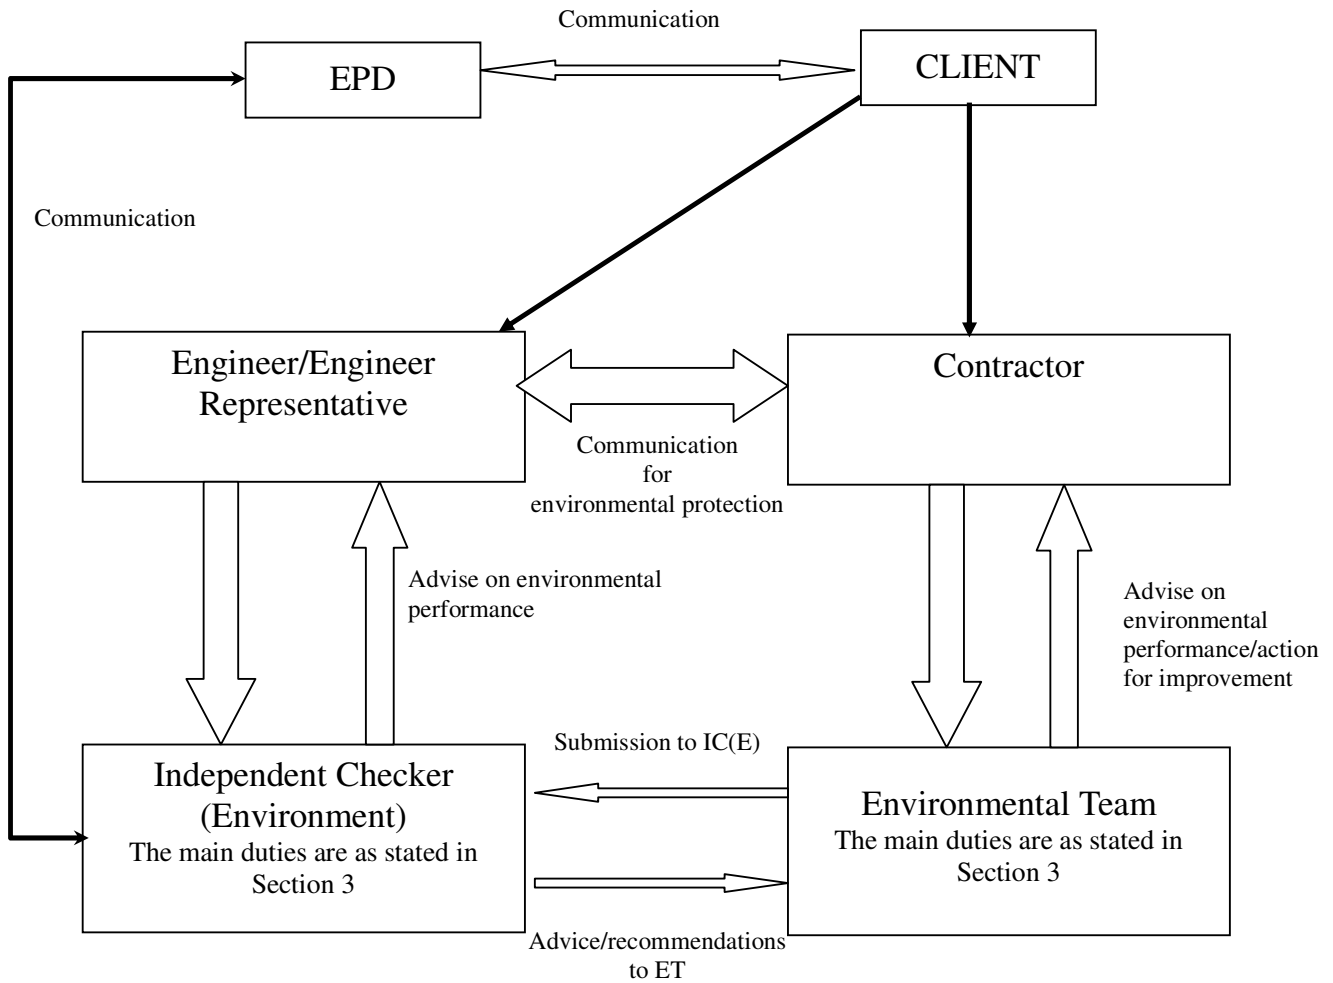 Communication
EPD
CLIENT
Communication
Engineer/Engineer
Representative
Contractor
Communication
for
environmental protection
Advise on environmental
performance
Advise on
environmental
performance/action
for improvement
Submission to IC(E)
Independent Checker
(Environment)
The main duties are as stated in
Section 3
Environmental Team
The main duties are as stated in
Section 3
Advice/recommendations
to ET